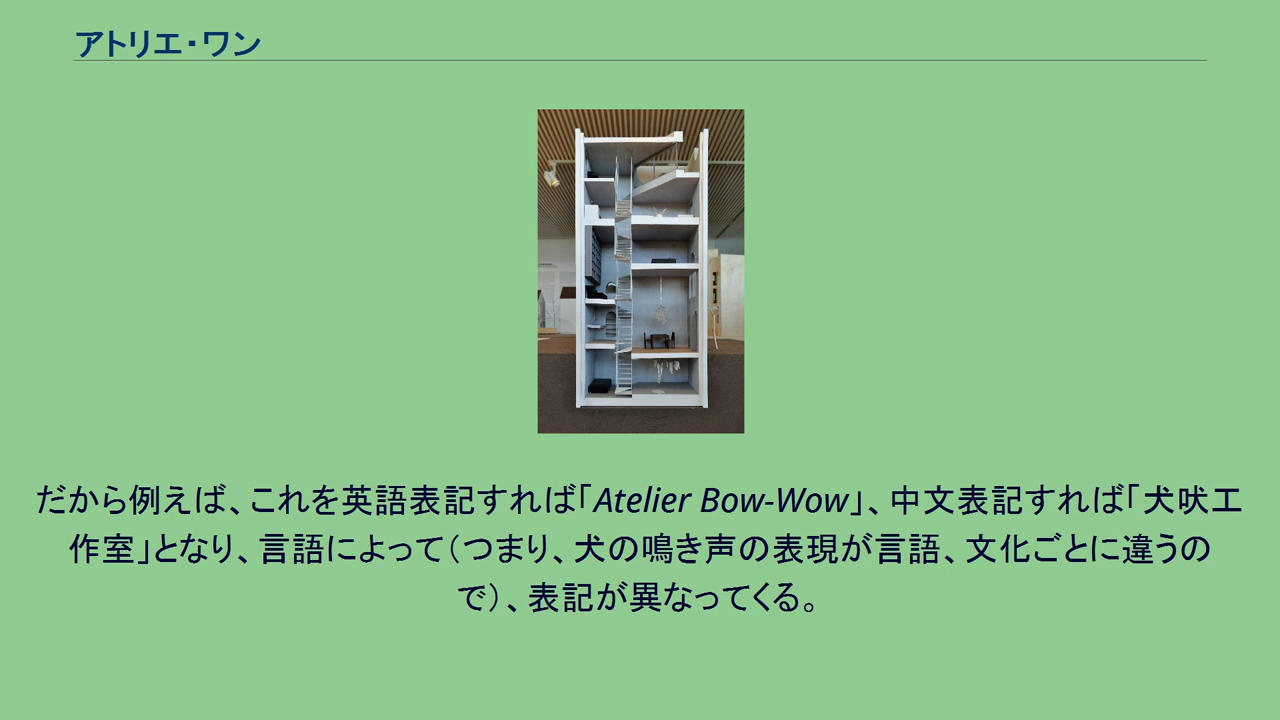 アトリエ・ワン
だから例えば、これを英語表記すれば「Atelier Bow-Wow」、中文表記すれば「犬吠工
作室」となり、言語によって（つまり、犬の鳴き声の表現が言語、文化ごとに違うの
で）、表記が異なってくる。